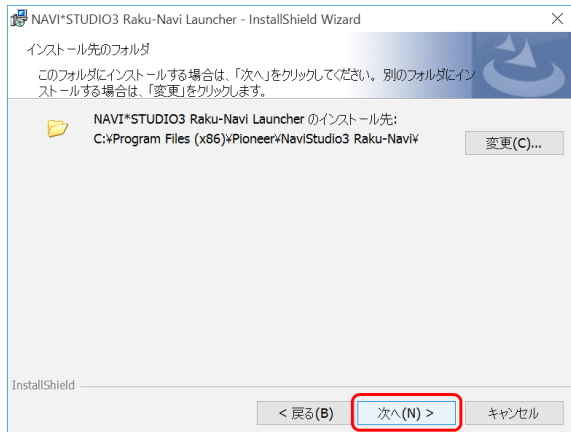 NAVI*STUDIO3 Raku-Navi Launcher - InstallShield Wizard
インストール先のフォルダ
このフォルダにインストールする場合は、「次へ」をクリックしてください。別のフォルダにイン
ストールする場合は、「変更」をクリックします。
NAVI*STUDIO3 Raku-Navi Launcher のインストール先:
C:¥Program Files (x86)¥Pioneer¥NaviStudio3 Raku-Navi¥
変更(C)...
InstallShield
< 戻る(B)
次へ(N) >
キャンセル